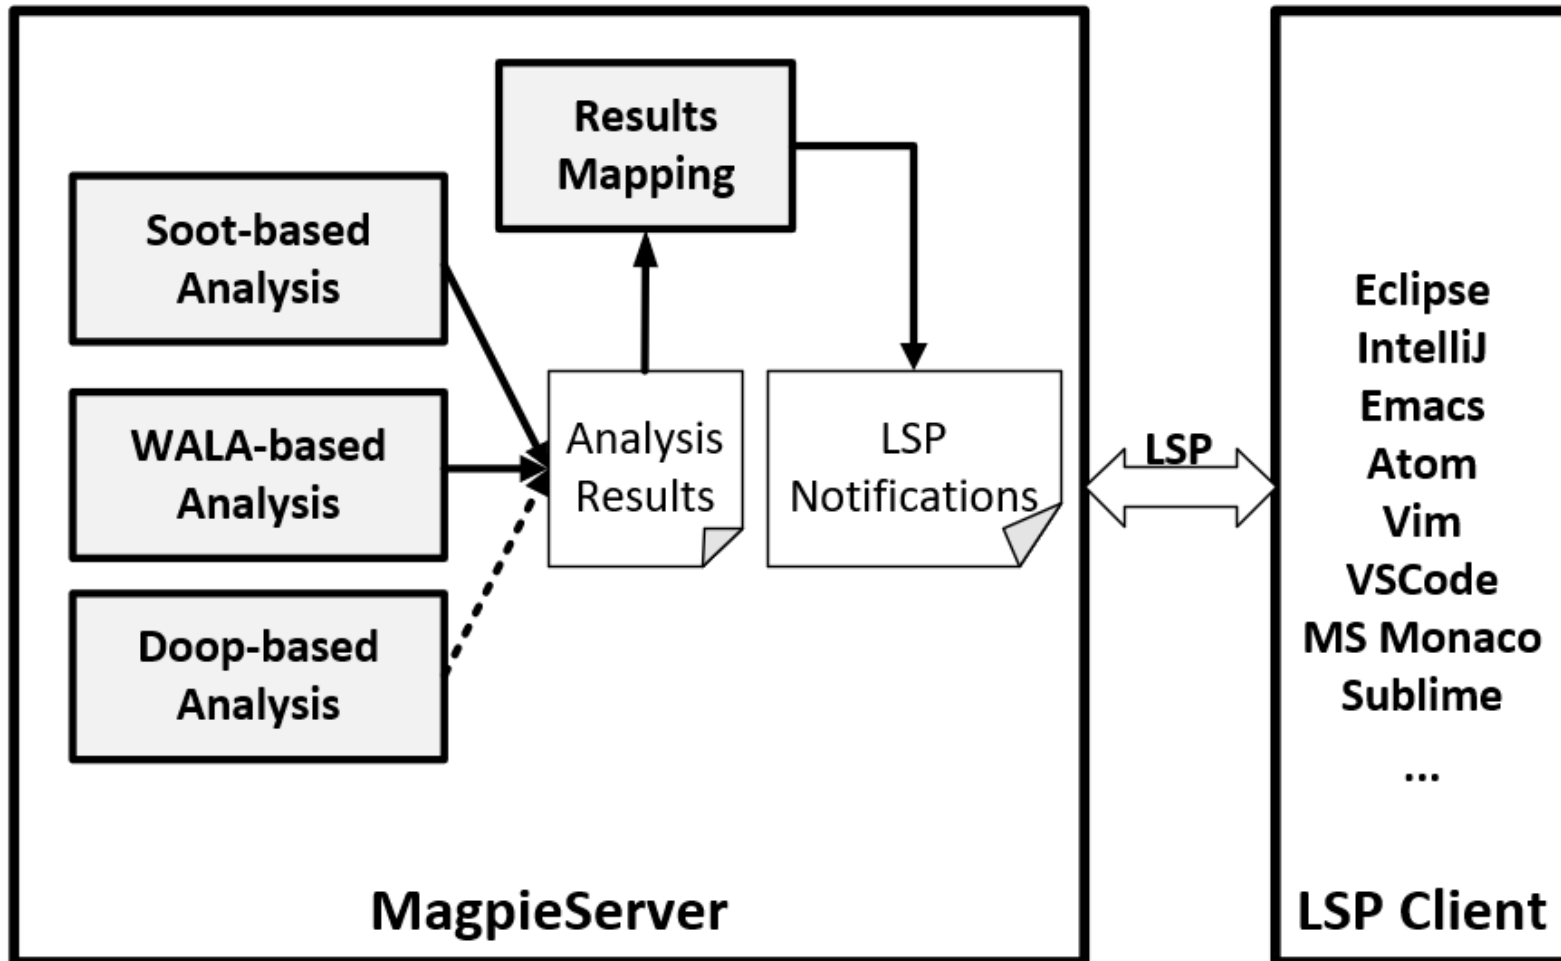 Results
Mapping
Soot-based
Analysis
WALA-based
Analysis
Doop-based
Analysis
Analysis
Results
LSP
Notifications
MagpieServer
LSP
Eclipse
IntelliJ
Emacs
Atom
Vim
VSCode
MS Monaco
Sublime
...
LSP Client